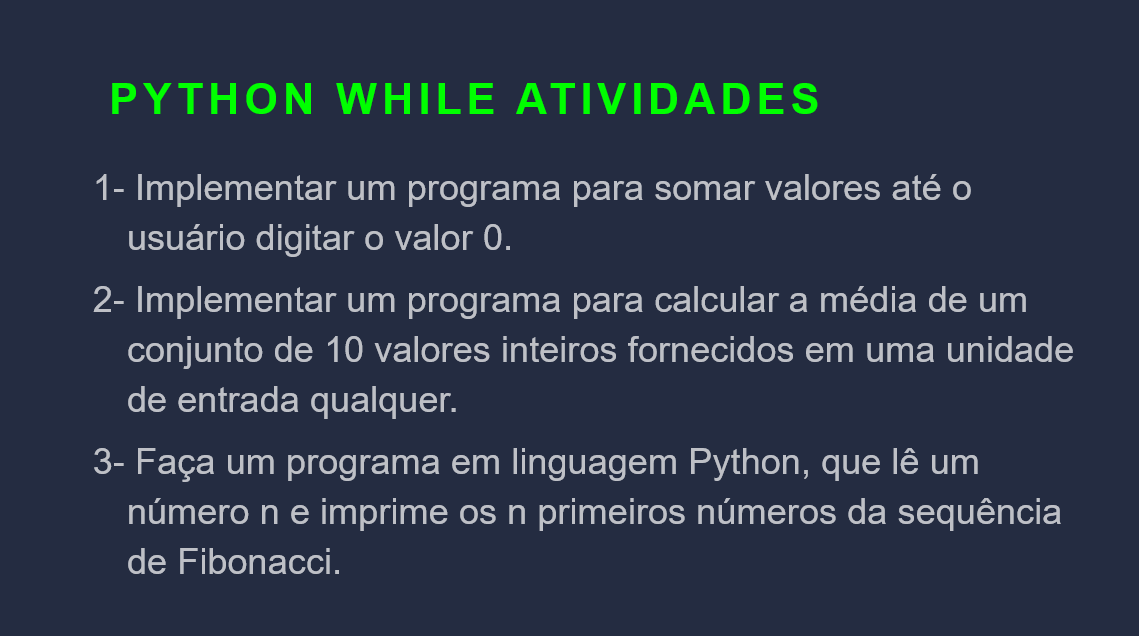 PYTHON WHILE ATIVIDADES
1- Implementar um programa para somar valores até o
usuário digitar o valor 0.
2- Implementar um programa para calcular a média de um
conjunto de 10 valores inteiros fornecidos em uma unidade
de entrada qualquer.
3- Faça um programa em linguagem Python, que lê um
número n e imprime os n primeiros números da sequência
de Fibonacci.